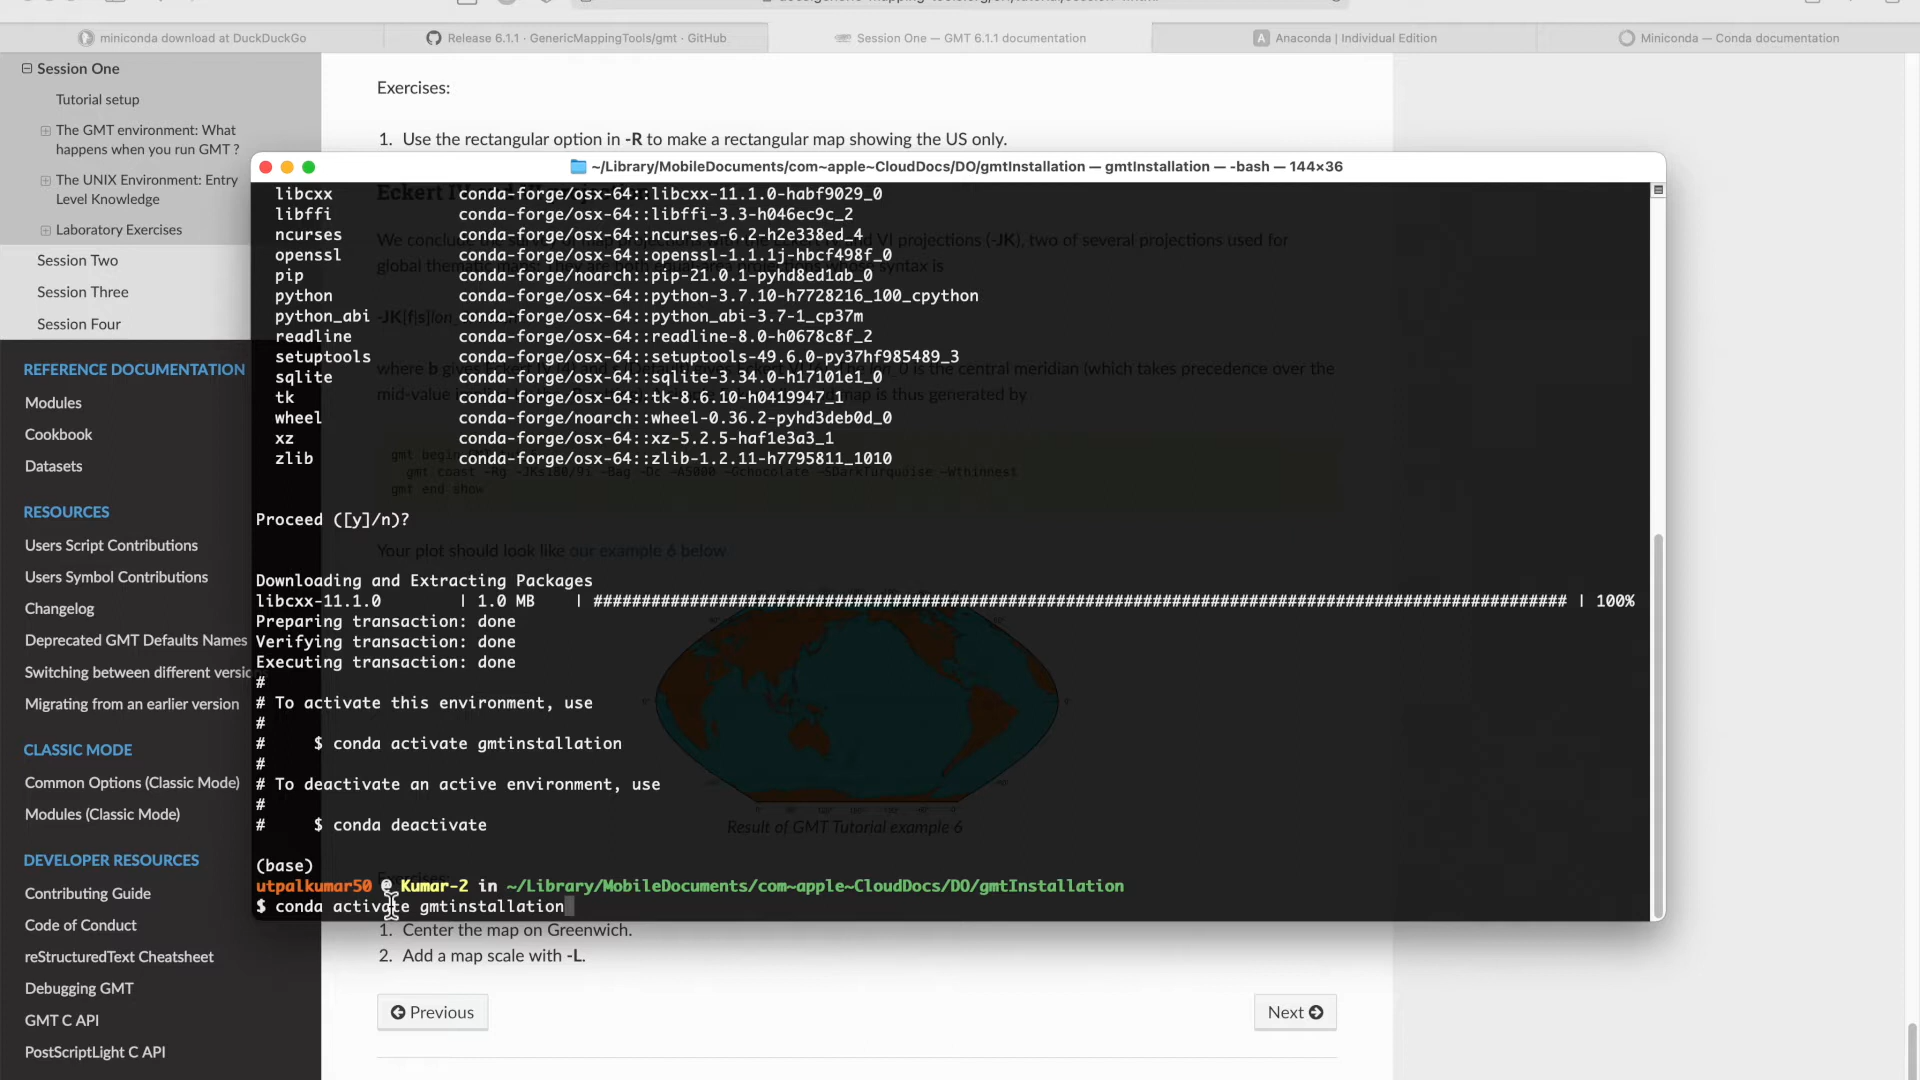 miniconda download at DuckDuckGo
Release 6.1.1 · GenericMappingTools/gmt · GitHub
Session One — GMT 6.1.1 documentation
Anaconda | Individual Edition
Miniconda — Conda documentation
Session One
Tutorial setup
The GMT environment: What
happens when you run GMT ?
The UNIX Environment: Entry
Level Knowledge
Laboratory Exercises
Session Two
Session Three
Session Four
REFERENCE DOCUMENTATION
Modules
Cookbook
Datasets
RESOURCES
Users Script Contributions
Users Symbol Contributions
Changelog
Deprecated GMT Defaults Names
Switching between different versio
Migrating from an earlier version
CLASSIC MODE
Common Options (Classic Mode)
Modules (Classic Mode)
DEVELOPER RESOURCES
Contributing Guide
Code of Conduct
reStructuredText Cheatsheet
Debugging GMT
GMT C API
PostScriptLight C API
Exercises:
1. Use the rectangular option in -R to make a rectangular map showing the US only.
~/Library/MobileDocuments/com~apple~CloudDocs/DO/gmtInstallation — gmtInstallation — -bash — 144×36
libcxx conda-forge/osx-64::libcxx-11.1.0-habf9029_0
libffi conda-forge/osx-64::libffi-3.3-h046ec9c_2
ncurses conda-forge/osx-64::ncurses-6.2-h2e338ed_4
openssl conda-forge/osx-64::openssl-1.1.1j-hbcf498f_0
pip conda-forge/noarch::pip-21.0.1-pyhd8ed1ab_0
python conda-forge/osx-64::python-3.7.10-h7728216_100_cpython
python_abi conda-forge/osx-64::python_abi-3.7-1_cp37m
readline conda-forge/osx-64::readline-8.0-h0678c8f_2
setuptools conda-forge/osx-64::setuptools-49.6.0-py37hf985489_3
sqlite conda-forge/osx-64::sqlite-3.34.0-h17101e1_0
tk conda-forge/osx-64::tk-8.6.10-h0419947_1
wheel conda-forge/noarch::wheel-0.36.2-pyhd3deb0d_0
xz conda-forge/osx-64::xz-5.2.5-haf1e3a3_1
zlib conda-forge/osx-64::zlib-1.2.11-h7795811_1010
gmt end show
Proceed ([y]/n)?
Your plot should look like our example 6 below
Downloading and Extracting Packages
libcxx-11.1.0 | 1.0 MB | ##################################################################################################### | 100%
Preparing transaction: done
Verifying transaction: done
Executing transaction: done
#
# To activate this environment, use
#
# $ conda activate gmtinstallation
#
# To deactivate an active environment, use
#
# $ conda deactivate
Result of GMT Tutorial example 6
(base)
Exercises:
utpalkumar50 @ Kumar-2 in ~/Library/MobileDocuments/com~apple~CloudDocs/DO/gmtInstallation
$ conda activate gmtinstallation
1. Center the map on Greenwich.
2. Add a map scale with -L.
Previous
Next